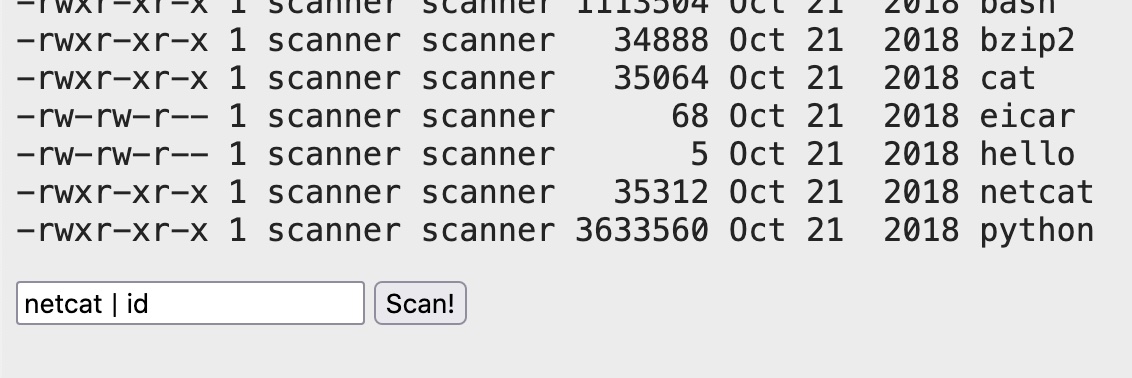 -rwxr-xr-x 1 scanner scanner 1113504 Oct 21  2018 bash
-rwxr-xr-x 1 scanner scanner   34888 Oct 21  2018 bzip2
-rwxr-xr-x 1 scanner scanner   35064 Oct 21  2018 cat
-rw-rw-r-- 1 scanner scanner      68 Oct 21  2018 eicar
-rw-rw-r-- 1 scanner scanner       5 Oct 21  2018 hello
-rwxr-xr-x 1 scanner scanner   35312 Oct 21  2018 netcat
-rwxr-xr-x 1 scanner scanner 3633560 Oct 21  2018 python
netcat | id Scan!